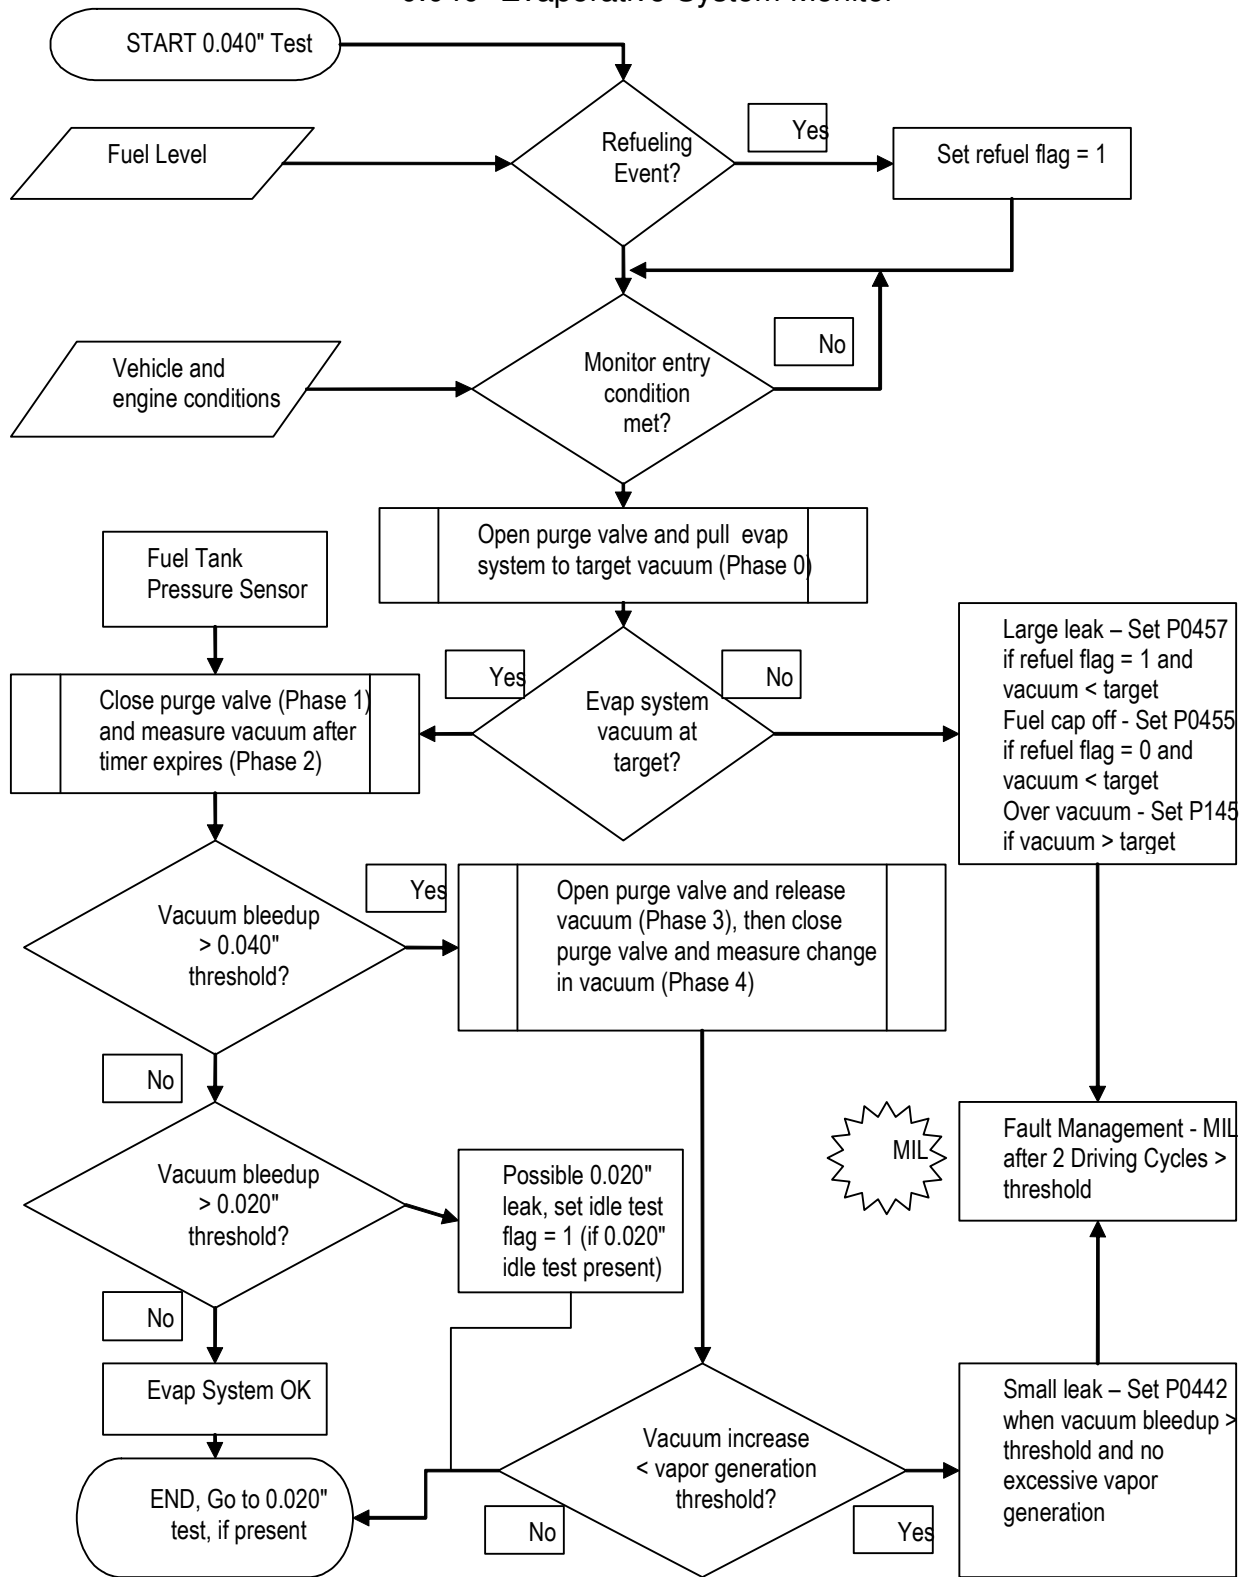 START 0.040" Test
Refueling
Event?
Yes
Set refuel flag = 1
Fuel Level
No
Vehicle and
engine conditions
Monitor entry
condition
met?
Open purge valve and pull evap
system to target vacuum (Phase 0)
Fuel Tank
Pressure Sensor
Yes
No
Evap system
vacuum at
target?
Large leak – Set P0457
if refuel flag = 1 and
vacuum < target
Fuel cap off - Set P0455
if refuel flag = 0 and
vacuum < target
Over vacuum - Set P145
if vacuum > target
Close purge valve (Phase 1)
and measure vacuum after
timer expires (Phase 2)
Yes
Vacuum bleedup
> 0.040"
threshold?
Open purge valve and release
vacuum (Phase 3), then close
purge valve and measure change
in vacuum (Phase 4)
No
Vacuum bleedup
> 0.020"
threshold?
Possible 0.020"
leak, set idle test
flag = 1 (if 0.020"
idle test present)
MIL
Fault Management - MIL
after 2 Driving Cycles >
threshold
No
Evap System OK
END, Go to 0.020"
test, if present
Vacuum increase
< vapor generation
threshold?
No
Yes
Small leak – Set P0442
when vacuum bleedup >
threshold and no
excessive vapor
generation